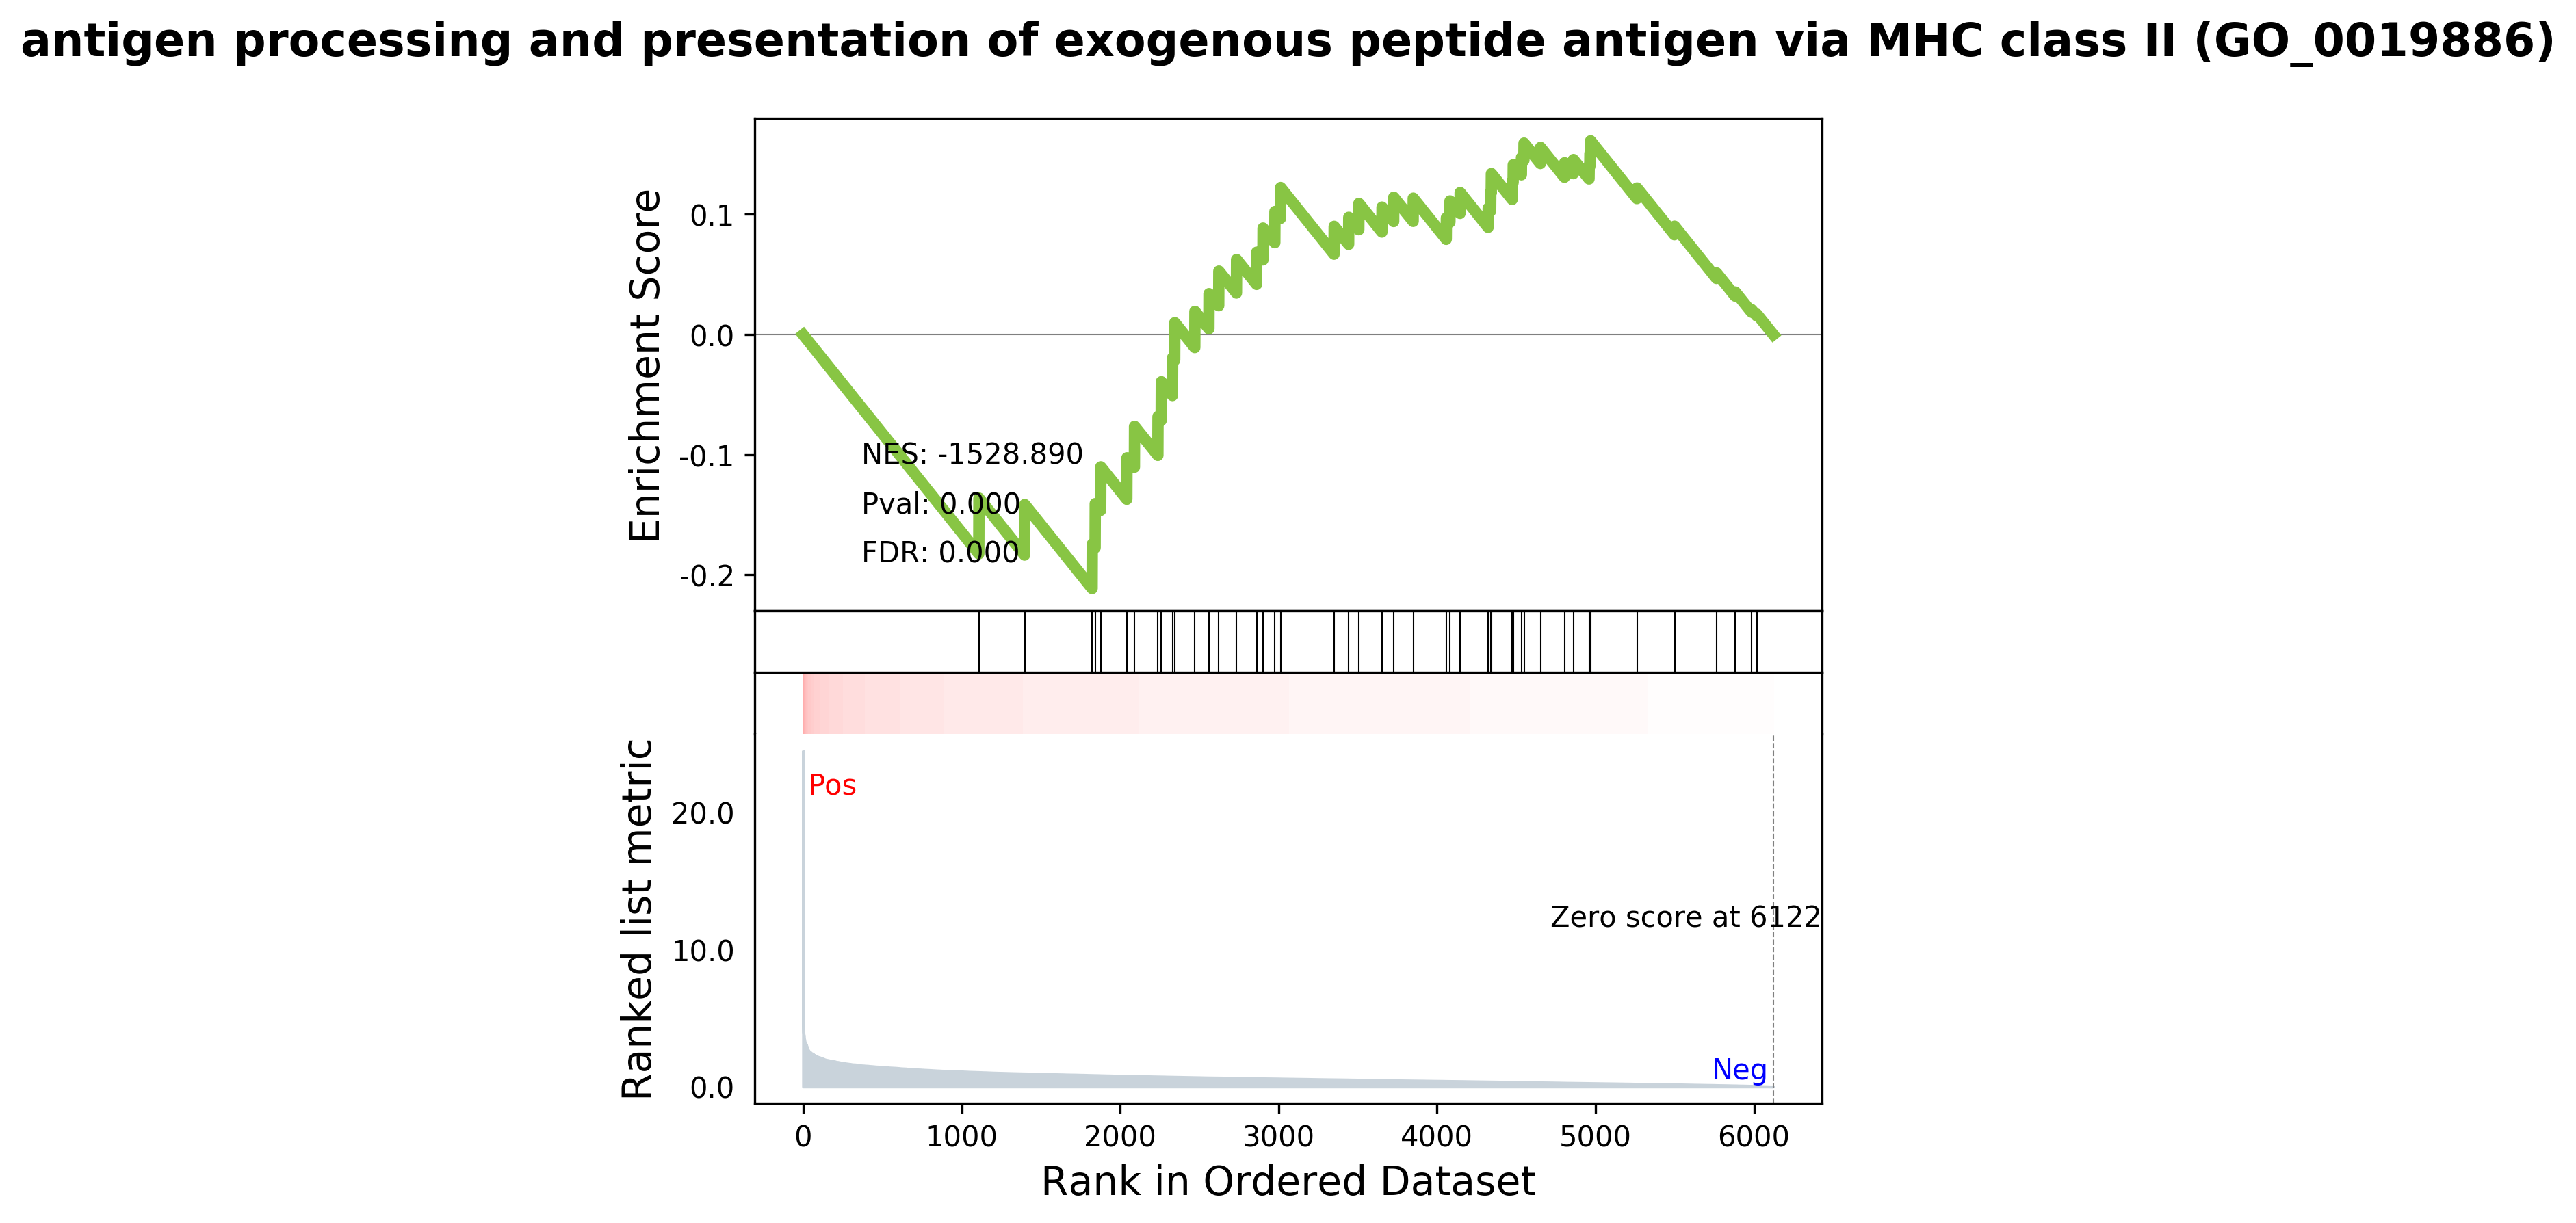 antigen processing and presentation of exogenous peptide antigen via MHC class II (GO_0019886)
Enrichment Score
0.1
0.0
-0.1
-0.2
NES: -1528.890
Pval: 0.000
FDR: 0.000
Ranked list metric
20.0
10.0
0.0
Pos
Zero score at 6122
Neg
0 1000 2000 3000 4000 5000 6000
Rank in Ordered Dataset